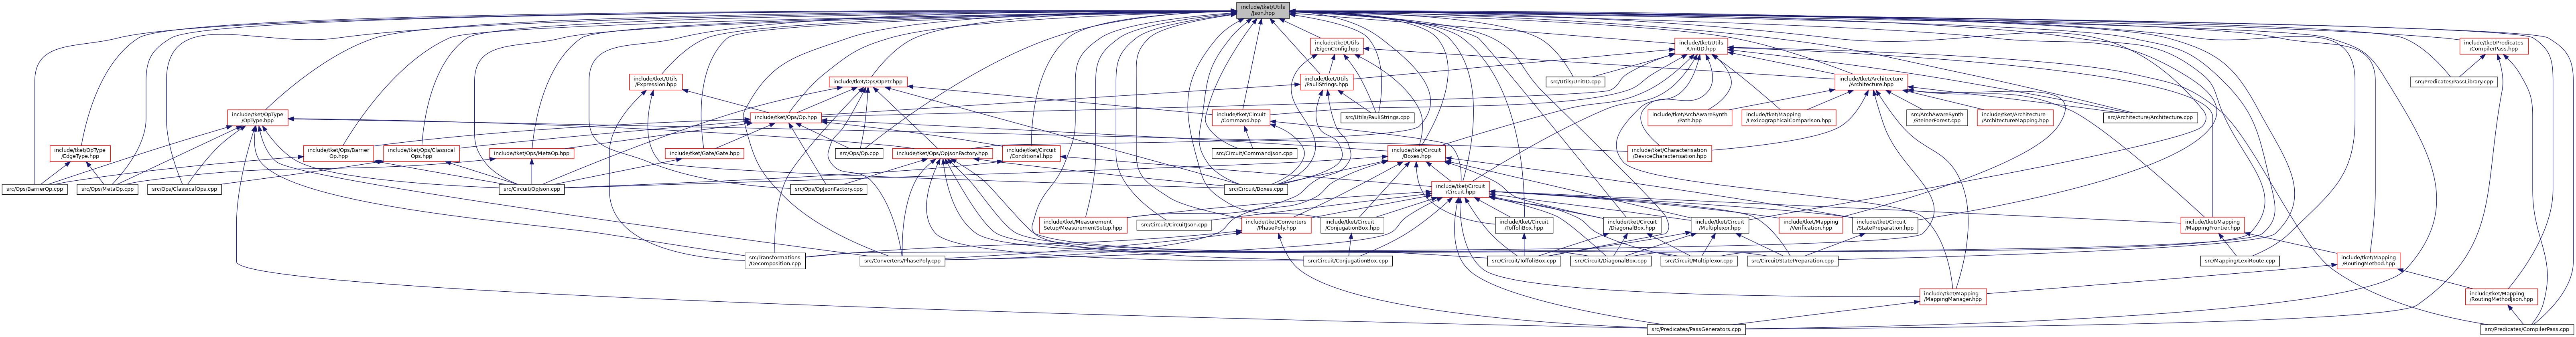 include/tket/Utils
/Json.hpp
include/tket/Utils
/EigenConfig.hpp
include/tket/Utils
/UnitID.hpp
include/tket/Predicates
/CompilerPass.hpp
include/tket/Utils
/Expression.hpp
include/tket/Ops/OpPtr.hpp
include/tket/Utils
/PauliStrings.hpp
src/Utils/UnitID.cpp
include/tket/Architecture
/Architecture.hpp
src/Predicates/PassLibrary.cpp
include/tket/OpType
/OpType.hpp
include/tket/Ops/Op.hpp
include/tket/Circuit
/Command.hpp
src/Utils/PauliStrings.cpp
include/tket/ArchAwareSynth
/Path.hpp
include/tket/Mapping
/LexicographicalComparison.hpp
src/ArchAwareSynth
/SteinerForest.cpp
include/tket/Architecture
/ArchitectureMapping.hpp
src/Architecture/Architecture.cpp
include/tket/OpType
/EdgeType.hpp
include/tket/Ops/Barrier
Op.hpp
include/tket/Ops/Classical
Ops.hpp
include/tket/Ops/MetaOp.hpp
include/tket/Gate/Gate.hpp
src/Ops/Op.cpp
include/tket/Ops/OpJsonFactory.hpp
include/tket/Circuit
/Conditional.hpp
src/Circuit/CommandJson.cpp
include/tket/Circuit
/Boxes.hpp
include/tket/Characterisation
/DeviceCharacterisation.hpp
src/Ops/BarrierOp.cpp
src/Ops/MetaOp.cpp
src/Ops/ClassicalOps.cpp
src/Circuit/OpJson.cpp
src/Ops/OpJsonFactory.cpp
src/Circuit/Boxes.cpp
include/tket/Circuit
/Circuit.hpp
include/tket/Measurement
Setup/MeasurementSetup.hpp
src/Circuit/CircuitJson.cpp
include/tket/Converters
/PhasePoly.hpp
include/tket/Circuit
/ConjugationBox.hpp
include/tket/Circuit
/ToffoliBox.hpp
include/tket/Circuit
/DiagonalBox.hpp
include/tket/Circuit
/Multiplexor.hpp
include/tket/Mapping
/Verification.hpp
include/tket/Circuit
/StatePreparation.hpp
include/tket/Mapping
/MappingFrontier.hpp
src/Transformations
/Decomposition.cpp
src/Converters/PhasePoly.cpp
src/Circuit/ConjugationBox.cpp
src/Circuit/ToffoliBox.cpp
src/Circuit/DiagonalBox.cpp
src/Circuit/Multiplexor.cpp
src/Circuit/StatePreparation.cpp
src/Mapping/LexiRoute.cpp
include/tket/Mapping
/RoutingMethod.hpp
include/tket/Mapping
/MappingManager.hpp
include/tket/Mapping
/RoutingMethodJson.hpp
src/Predicates/PassGenerators.cpp
src/Predicates/CompilerPass.cpp